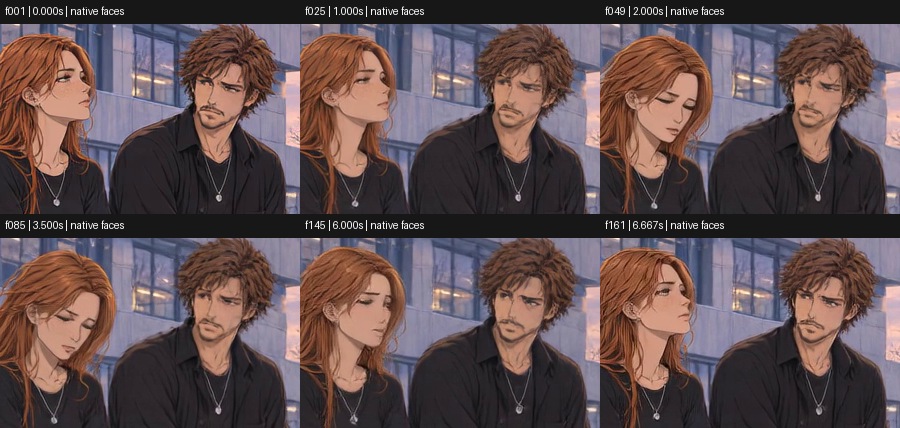 f001 | 0.000s | native faces
f025 | 1.000s | native faces
f049 | 2.000s | native faces
f085 | 3.500s | native faces
f145 | 6.000s | native faces
f161 | 6.667s | native faces